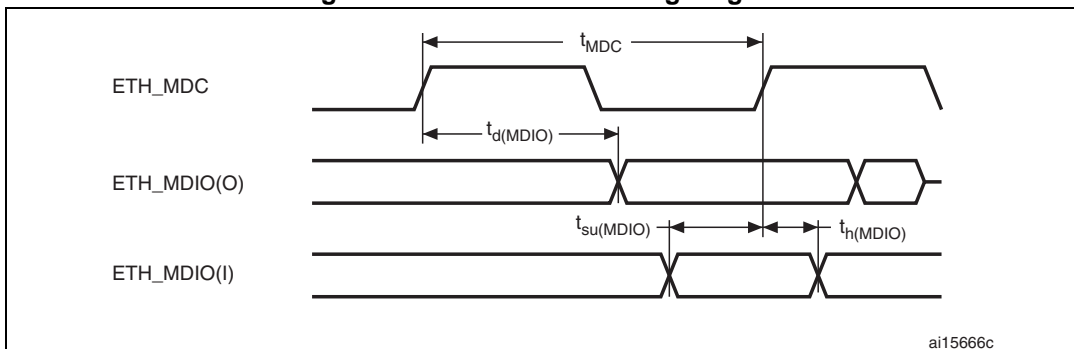 t_MDC
ETH_MDC
t_d(MDIO)
ETH_MDIO(O)
t_su(MDIO)
t_h(MDIO)
ETH_MDIO(I)
ai15666c